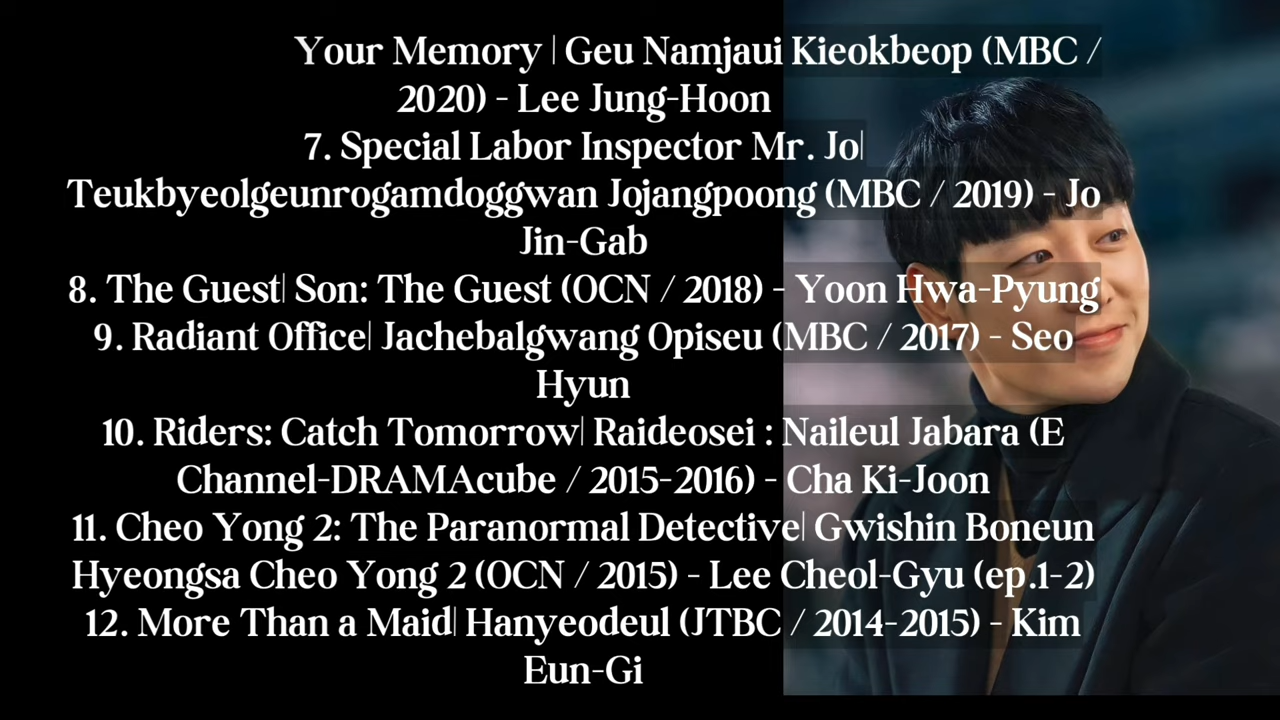 Your Memory | Geu Namjaui Kieokbeop (MBC /
2020) - Lee Jung-Hoon
7. Special Labor Inspector Mr. Jo|
Teukbyeolgeunrogamdoggwan Jojangpoong (MBC / 2019) - Jo
Jin-Gab
8. The Guest| Son: The Guest (OCN / 2018) - Yoon Hwa-Pyung
9. Radiant Office| Jachebalgwang Opiseu (MBC / 2017) - Seo
Hyun
10. Riders: Catch Tomorrow| Raideosei : Naileul Jabara (E
Channel-DRAMAcube / 2015-2016) - Cha Ki-Joon
11. Cheo Yong 2: The Paranormal Detective| Gwishin Boneun
Hyeongsa Cheo Yong 2 (OCN / 2015) - Lee Cheol-Gyu (ep.1-2)
12. More Than a Maid| Hanyeodeul (JTBC / 2014-2015) - Kim
Eun-Gi